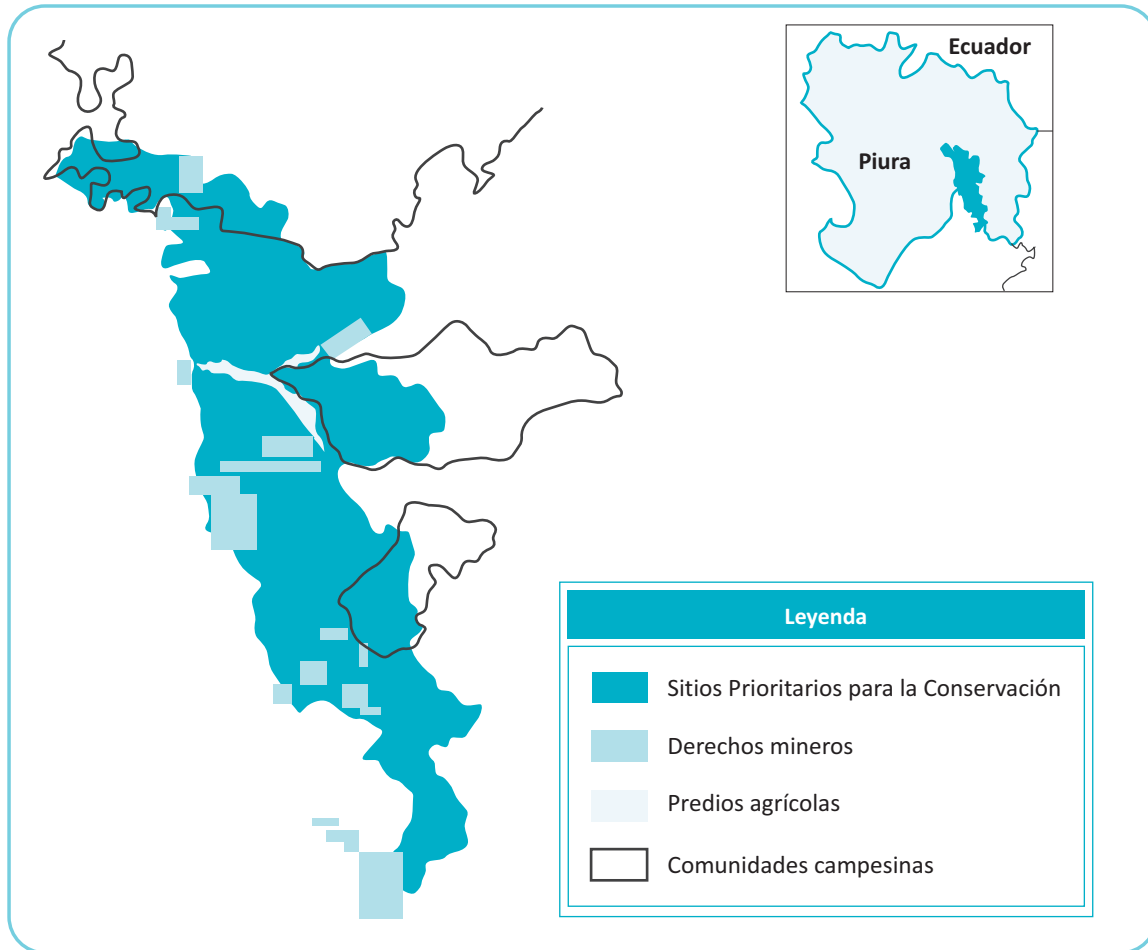 Ecuador
Piura
Leyenda
Sitios Prioritarios para la Conservación
Derechos mineros
Predios agrícolas
Comunidades campesinas